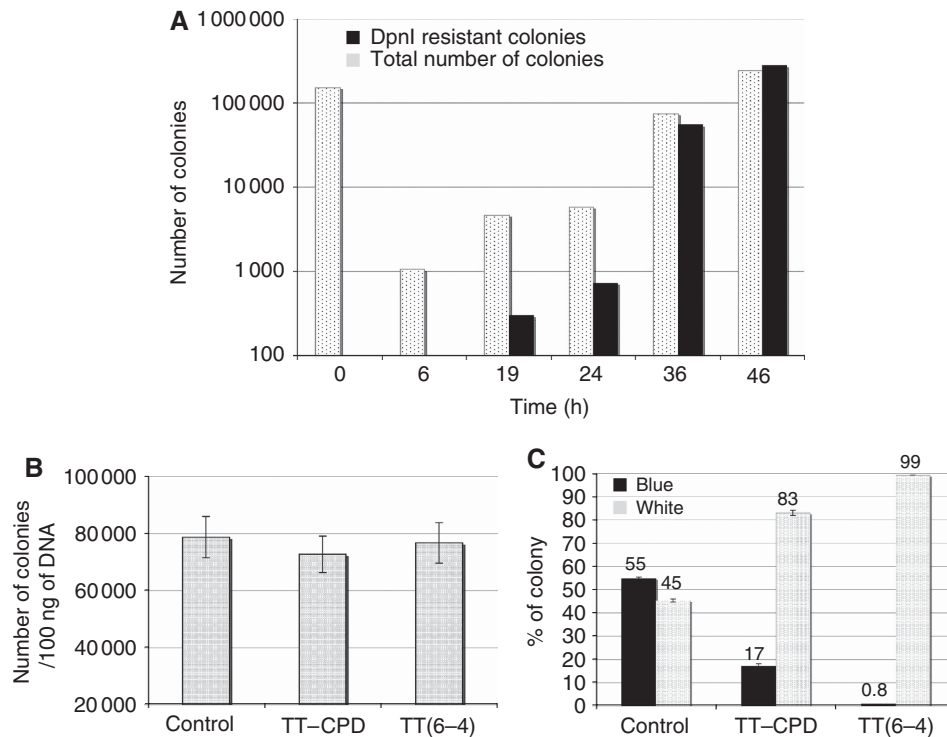 A
1 000 000
100 000
10 000
1 000
100
Number of colonies
DpnI resistant colonies
Total number of colonies
0 6 19 24 36 46
Time (h)
B
100 000
80 000
60 000
40 000
20 000
Number of colonies
/100 ng of DNA
Control TT–CPD TT(6–4)
C
100
90
80
70
60
50
40
30
20
10
0
% of colony
Blue
White
55
45
17
83
0.8
99
Control TT–CPD TT(6–4)